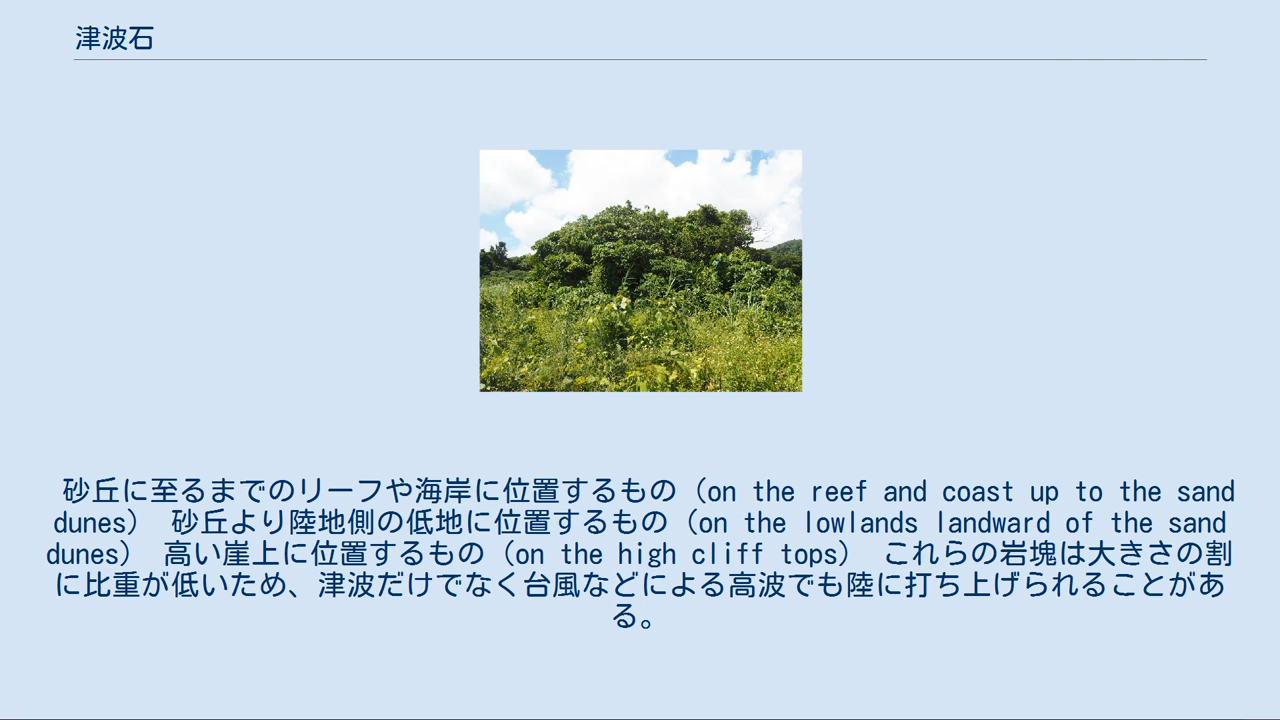 津波石
砂丘に至るまでのリーフや海岸に位置するもの（on the reef and coast up to the sand
dunes） 砂丘より陸地側の低地に位置するもの（on the lowlands landward of the sand
dunes） 高い崖上に位置するもの（on the high cliff tops） これらの岩塊は大きさの割
に比重が低いため、津波だけでなく台風などによる高波でも陸に打ち上げられることがあ
る。